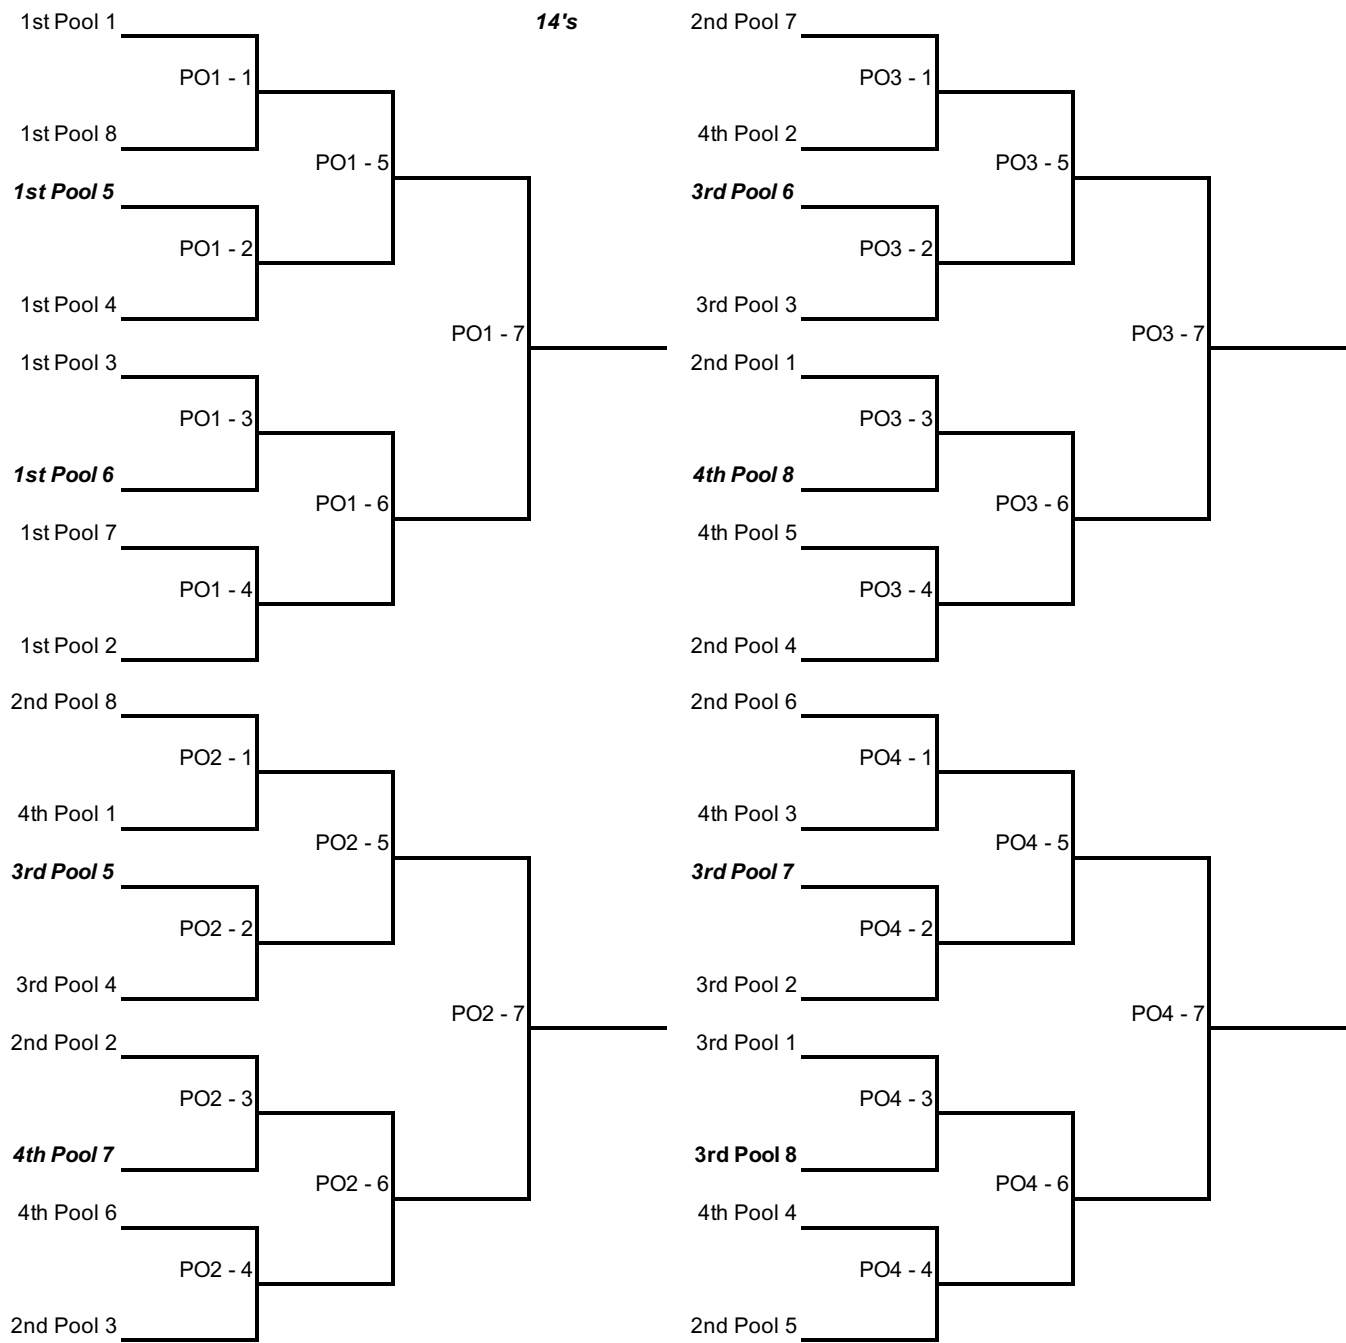 14's
1st Pool 1
PO1 - 1
1st Pool 8
PO1 - 5
1st Pool 5
PO1 - 2
1st Pool 4
PO1 - 7
1st Pool 3
PO1 - 3
1st Pool 6
PO1 - 6
1st Pool 7
PO1 - 4
1st Pool 2
2nd Pool 8
PO2 - 1
4th Pool 1
PO2 - 5
3rd Pool 5
PO2 - 2
3rd Pool 4
PO2 - 7
2nd Pool 2
PO2 - 3
4th Pool 7
PO2 - 6
4th Pool 6
PO2 - 4
2nd Pool 3
2nd Pool 7
PO3 - 1
4th Pool 2
PO3 - 5
3rd Pool 6
PO3 - 2
3rd Pool 3
PO3 - 7
2nd Pool 1
PO3 - 3
4th Pool 8
PO3 - 6
4th Pool 5
PO3 - 4
2nd Pool 4
2nd Pool 6
PO4 - 1
4th Pool 3
PO4 - 5
3rd Pool 7
PO4 - 2
3rd Pool 2
PO4 - 7
3rd Pool 1
PO4 - 3
3rd Pool 8
PO4 - 6
4th Pool 4
PO4 - 4
2nd Pool 5